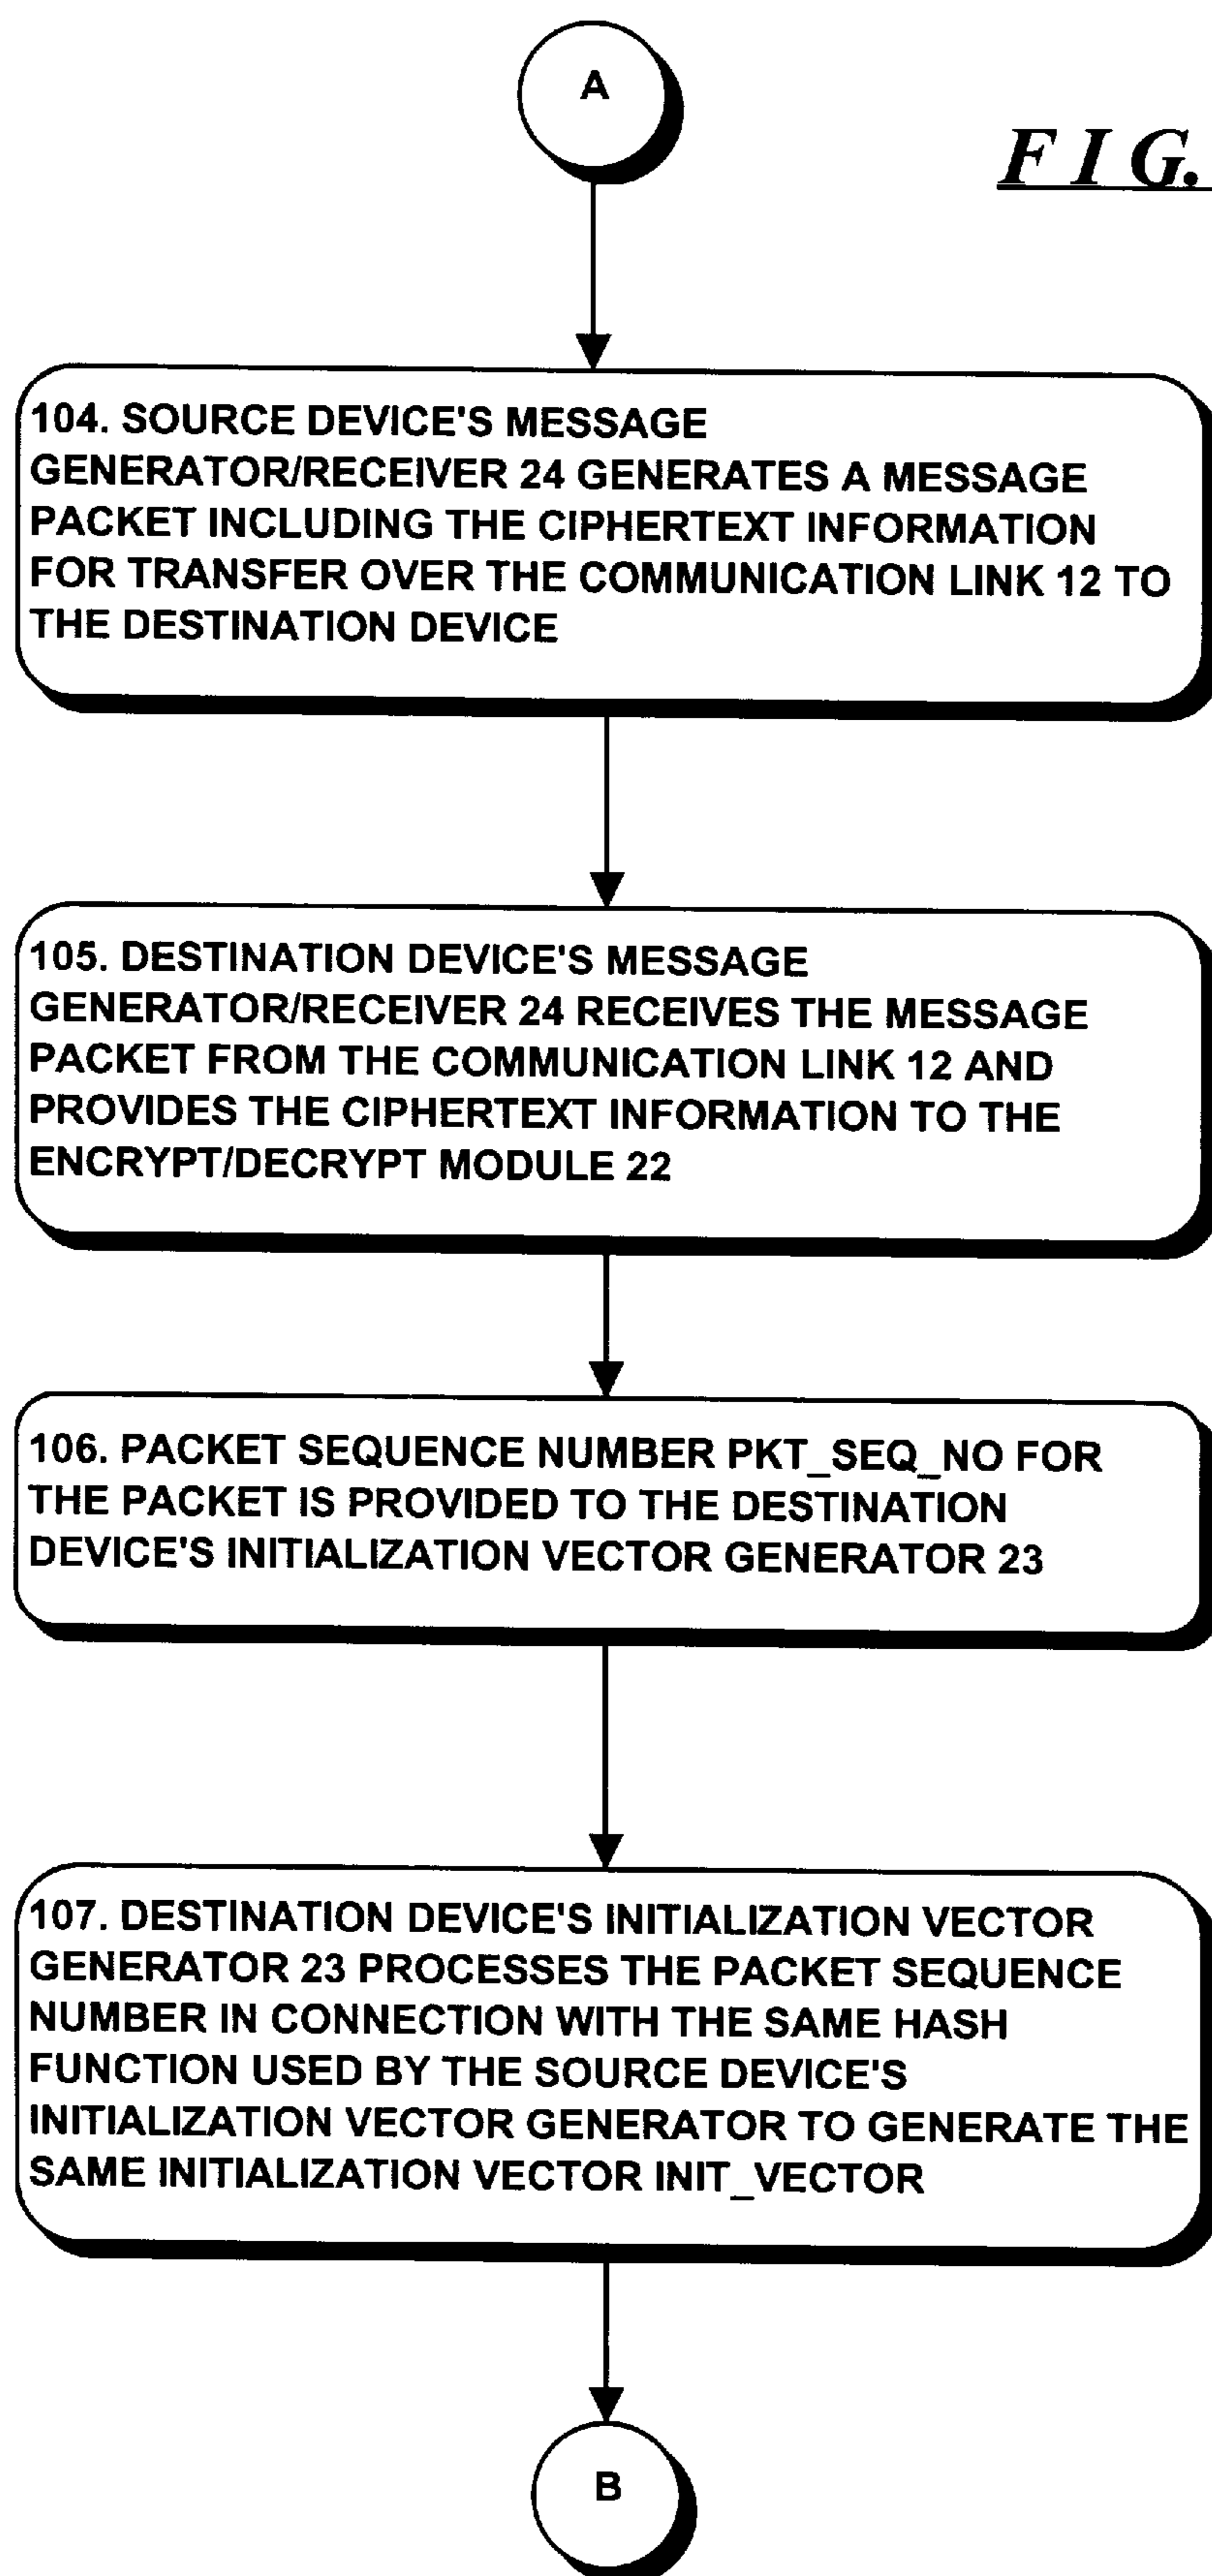 A
FIG.
104. SOURCE DEVICE'S MESSAGE
GENERATOR/RECEIVER 24 GENERATES A MESSAGE
PACKET INCLUDING THE CIPHERTEXT INFORMATION
FOR TRANSFER OVER THE COMMUNICATION LINK 12 TO
THE DESTINATION DEVICE
105. DESTINATION DEVICE'S MESSAGE
GENERATOR/RECEIVER 24 RECEIVES THE MESSAGE
PACKET FROM THE COMMUNICATION LINK 12 AND
PROVIDES THE CIPHERTEXT INFORMATION TO THE
ENCRYPT/DECRYPT MODULE 22
106. PACKET SEQUENCE NUMBER PKT_SEQ_NO FOR
THE PACKET IS PROVIDED TO THE DESTINATION
DEVICE'S INITIALIZATION VECTOR GENERATOR 23
107. DESTINATION DEVICE'S INITIALIZATION VECTOR
GENERATOR 23 PROCESSES THE PACKET SEQUENCE
NUMBER IN CONNECTION WITH THE SAME HASH
FUNCTION USED BY THE SOURCE DEVICE'S
INITIALIZATION VECTOR GENERATOR TO GENERATE THE
SAME INITIALIZATION VECTOR INIT_VECTOR
B